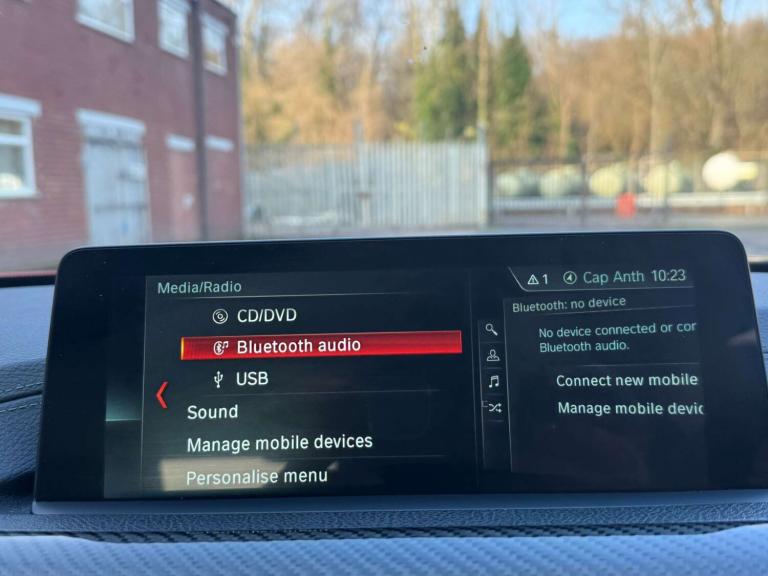 Media/Radio
CD/DVD
Bluetooth audio
USB
Sound
Manage mobile devices
Personalise menu
1 Cap Anth 10:23
Bluetooth: no device
No device connected or cor
Bluetooth audio.
Connect new mobile
Manage mobile devic